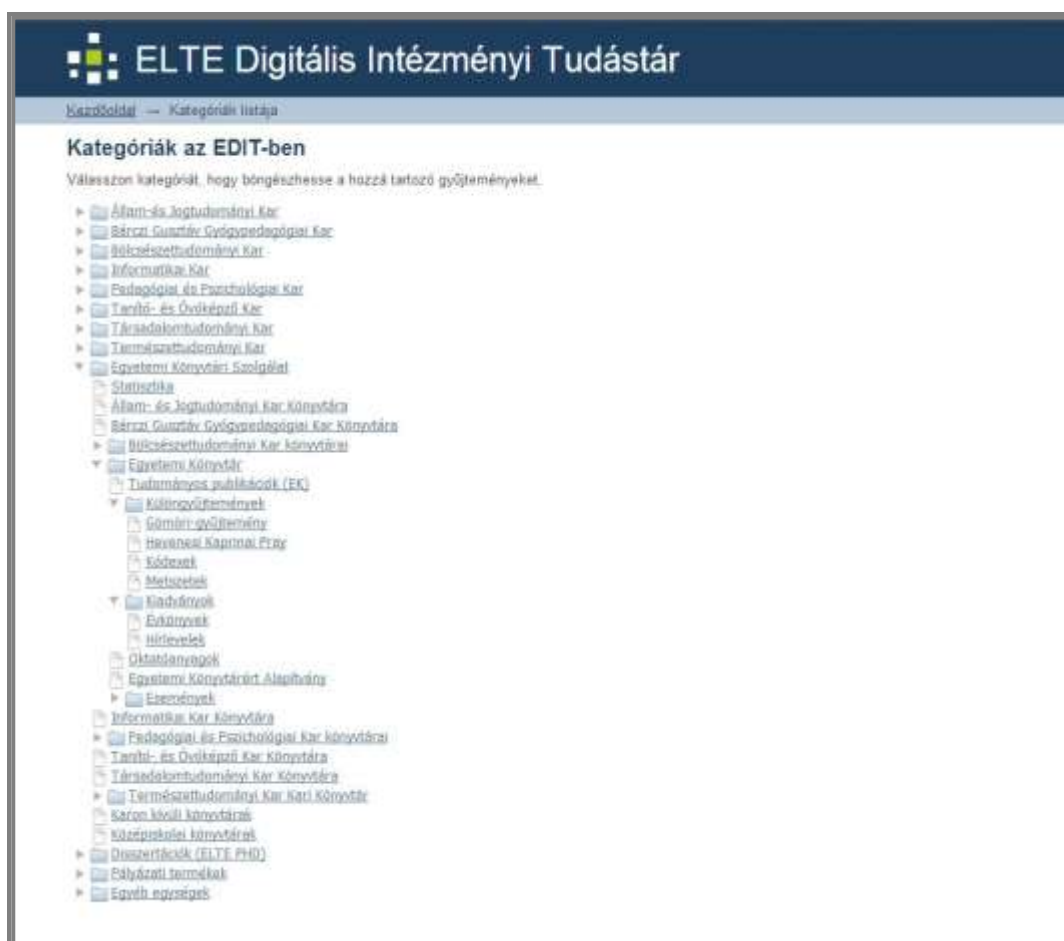 ELTE Digitális Intézményi Tudástár
Kezdőoldal → Kategóriák listája
Kategóriák az EDIT-ben
Válasszon kategóriát, hogy böngészhesse a hozzá tartozó gyűjteményeket.
Állam-és Jogtudományi Kar
Bárczi Gusztáv Gyógypedagógiai Kar
Bölcsészettudományi Kar
Informatikai Kar
Pedagógiai és Pszichológiai Kar
Tanító- és Óvóképző Kar
Társadalomtudományi Kar
Természettudományi Kar
Egyetemi Könyvtári Szolgálat
Statisztika
Állam- és Jogtudományi Kar Könyvtára
Bárczi Gusztáv Gyógypedagógiai Kar Könyvtára
Bölcsészettudományi Kar könyvtárai
Egyetemi Könyvtár
Tudományos publikációk (EK)
Különgyűjtemények
Gömöri-gyűjtemény
Hevenesi Kaprinai Pray
Kódexek
Metszetek
Kiadványok
Évkönyvek
Hírlevelek
Oktatóanyagok
Egyetemi Könyvtárért Alapítvány
Események
Informatikai Kar Könyvtára
Pedagógiai és Pszichológiai Kar könyvtárai
Tanító- és Óvóképző Kar Könyvtára
Társadalomtudományi Kar Könyvtára
Természettudományi Kar Kari Könyvtár
Karon kívüli könyvtárak
Középiskolai könyvtárak
Disszertációk (ELTE PHD)
Pályázati termékek
Egyéb egységek